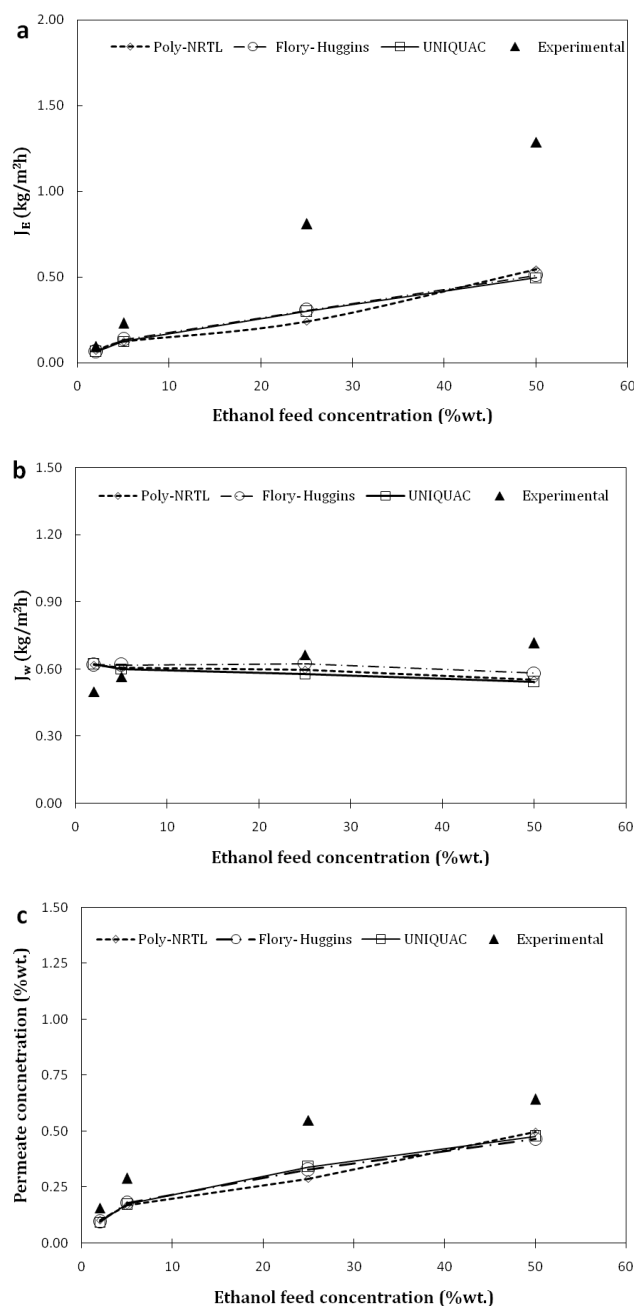 a
2.00
Poly-NRTL Flory-Huggins UNIQUAC Experimental
1.50
1.00
0.50
0.00
J_E (kg/m²h)
0 10 20 30 40 50 60
Ethanol feed concentration (%wt.)
b
1.50
Poly-NRTL Flory-Huggins UNIQUAC Experimental
1.20
0.90
0.60
0.30
0.00
J_w (kg/m²h)
0 10 20 30 40 50 60
Ethanol feed concentration (%wt.)
c
1.50
Poly-NRTL Flory-Huggins UNIQUAC Experimental
1.25
1.00
0.75
0.50
0.25
0.00
Permeate concnetration (%wt.)
0 10 20 30 40 50 60
Ethanol feed concentration (%wt.)